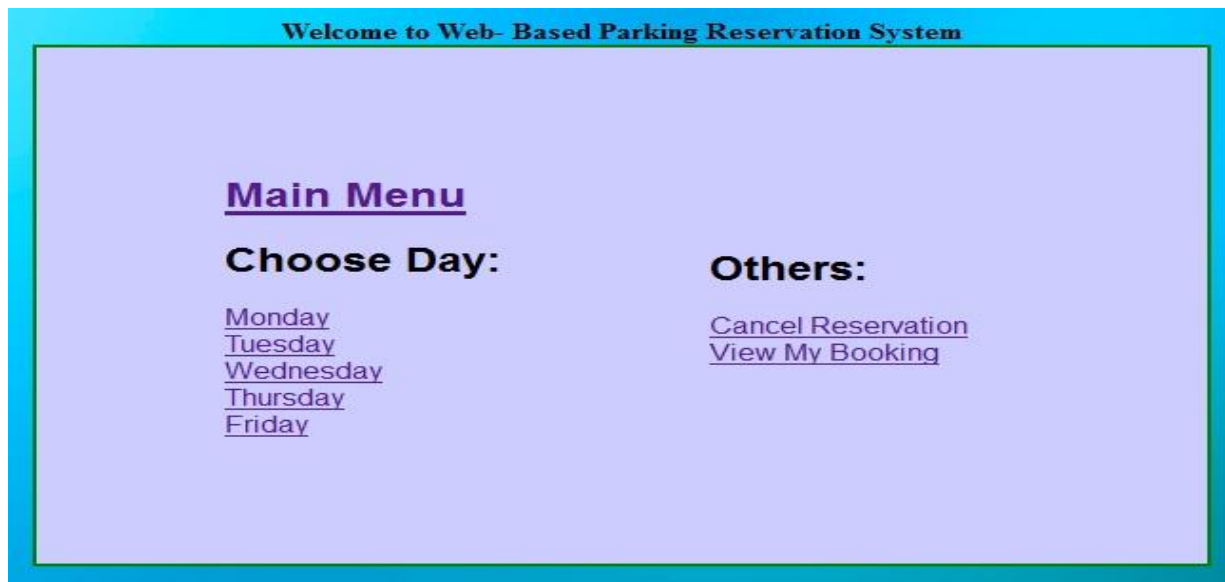 Welcome to Web- Based Parking Reservation System
Main Menu
Choose Day:
Monday
Tuesday
Wednesday
Thursday
Friday
Others:
Cancel Reservation
View My Booking